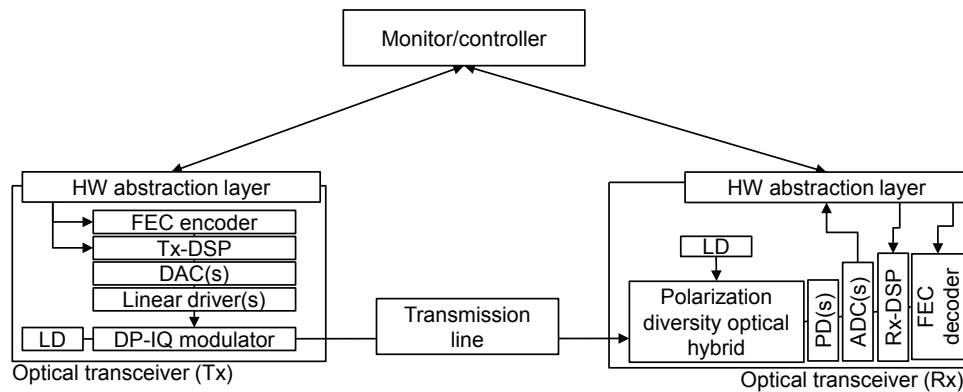 Monitor/controller
HW abstraction layer
FEC encoder
Tx-DSP
DAC(s)
Linear driver(s)
LD
DP-IQ modulator
Optical transceiver (Tx)
Transmission
line
HW abstraction layer
LD
Polarization
diversity optical
hybrid
PD(s)
ADC(s)
Rx-DSP
FEC
decoder
Optical transceiver (Rx)